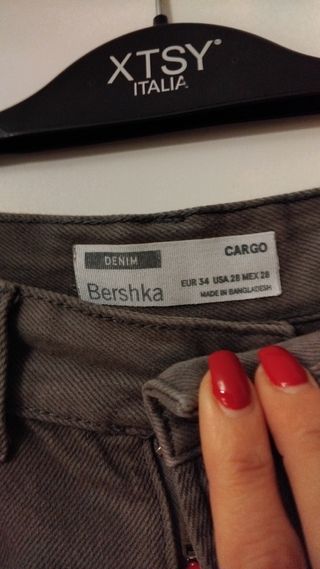 XTSY
ITALIA
DENIM
CARGO
Bershka
EUR 34 USA 28 MEX 28
MADE IN BANGLADESH